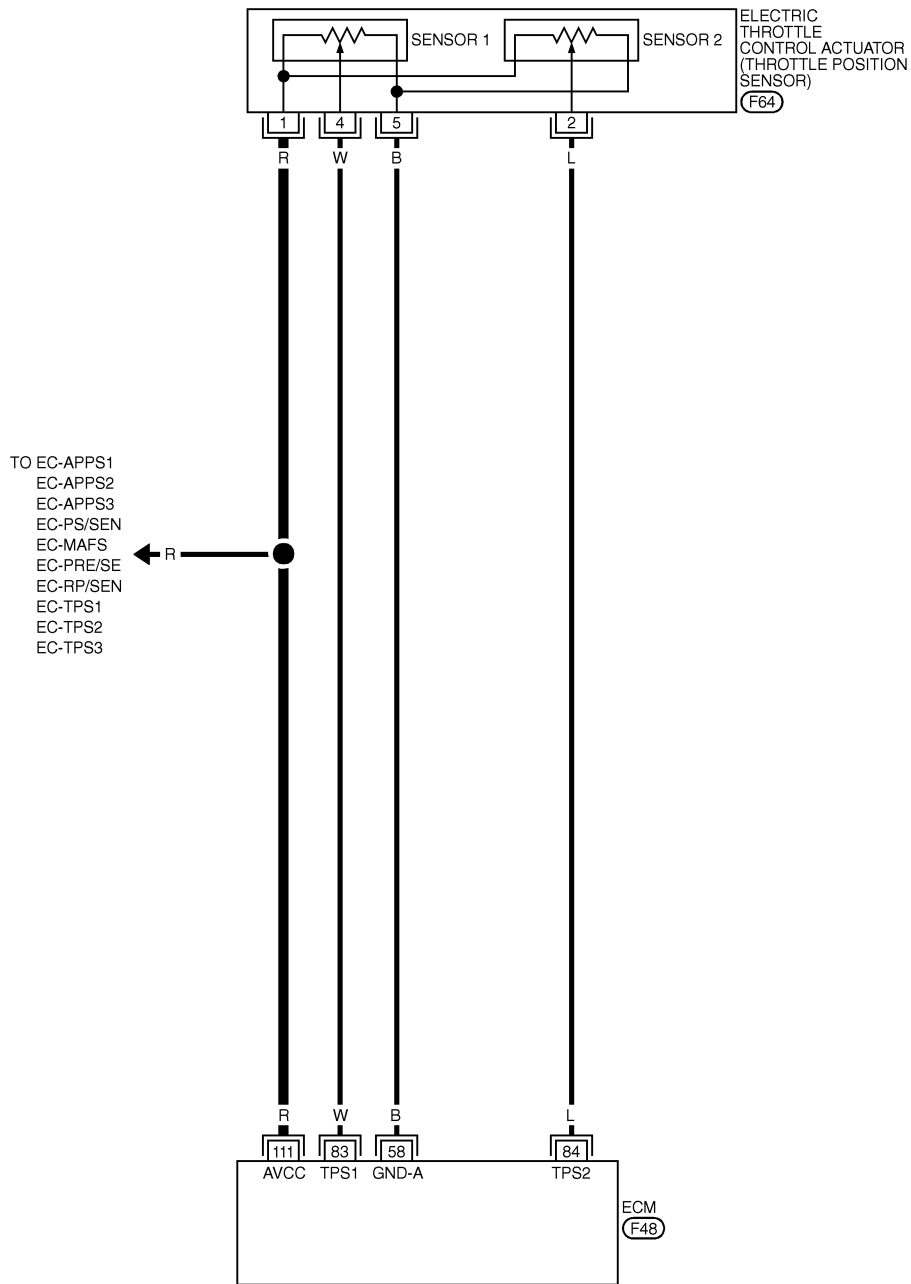 ELECTRIC
THROTTLE
CONTROL ACTUATOR
(THROTTLE POSITION
SENSOR)
F64
SENSOR 1
SENSOR 2
1 4 5 2
R W B L
TO EC-APPS1
EC-APPS2
EC-APPS3
EC-PS/SEN
EC-MAFS
R
EC-PRE/SE
EC-RP/SEN
EC-TPS1
EC-TPS2
EC-TPS3
R W B L
111 83 58 84
AVCC TPS1 GND-A TPS2
ECM
F48